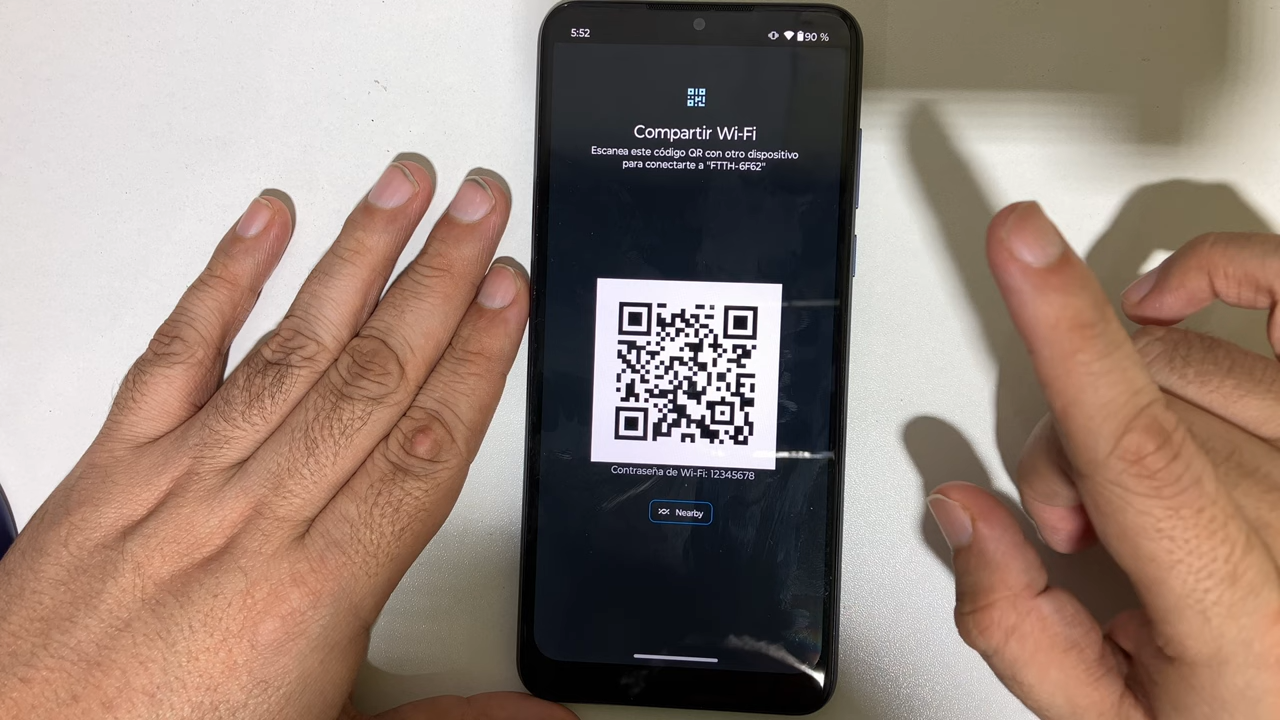 5:52
90 %
Compartir Wi-Fi
Escanea este código QR con otro dispositivo
para conectarte a "FTTH-6F62"
Contraseña de Wi-Fi: 12345678
Nearby